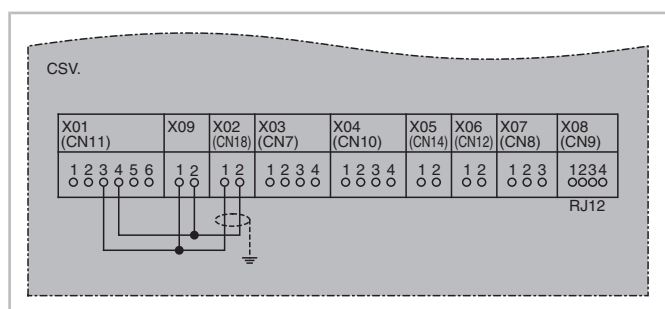 CSV.
X01 X09 X02 X03 X04 X05 X06 X07 X08
(CN11) (CN18) (CN7) (CN10) (CN14) (CN12) (CN8) (CN9)
1 2 3 4 5 6 1 2 1 2 1 2 3 4 1 2 3 4 1 2 1 2 1 2 3 1234
RJ12